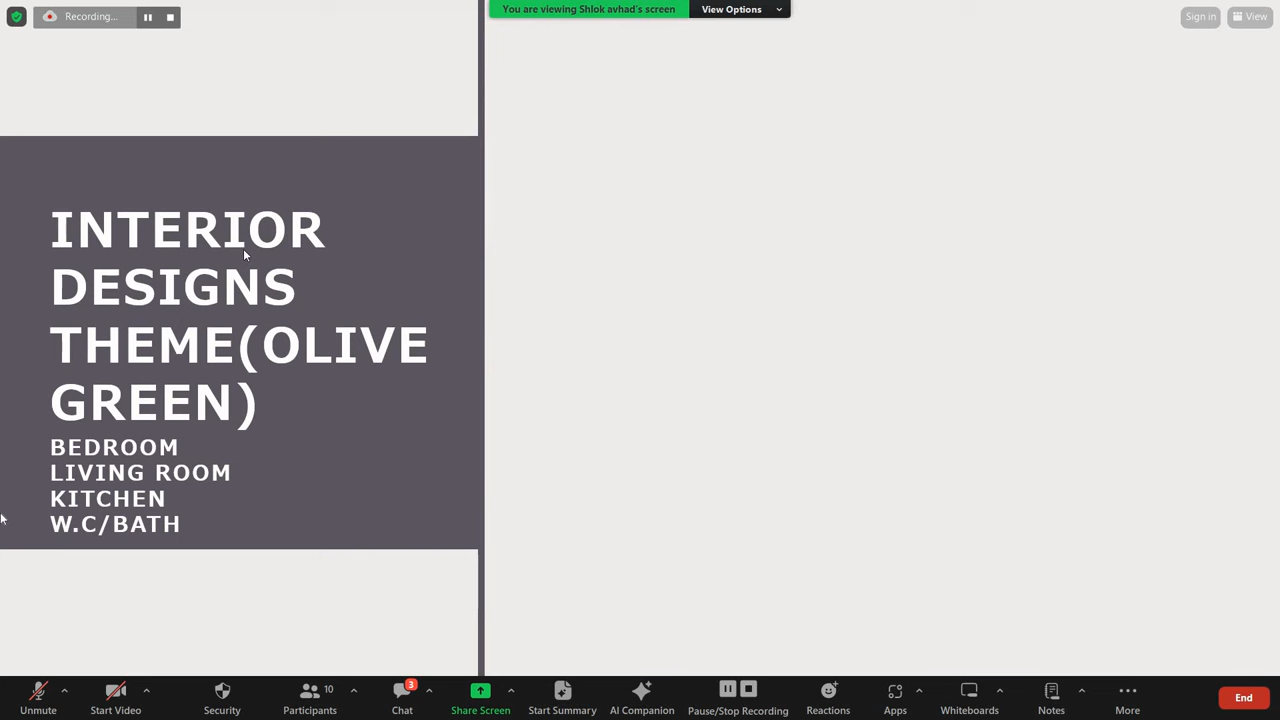 Recording...
You are viewing Shlok avhad's screen
View Options
Sign in
View
INTERIOR
DESIGNS
THEME(OLIVE
GREEN)
BEDROOM
LIVING ROOM
KITCHEN
W.C/BATH
Unmute
Start Video
Security
Participants
10
Chat
3
Share Screen
Start Summary
AI Companion
Pause/Stop Recording
Reactions
Apps
Whiteboards
Notes
More
End